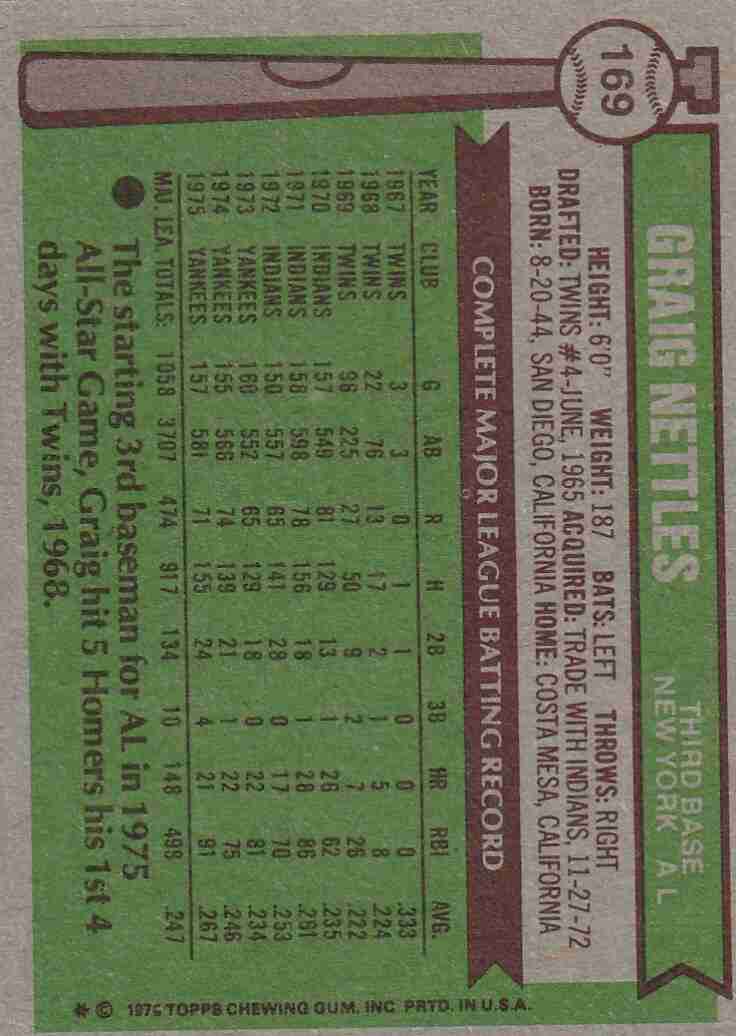 169
GRAIG NETTLES
THIRD BASE
NEW YORK A L
HEIGHT: 6'0" WEIGHT: 187 BATS: LEFT THROWS: RIGHT
DRAFTED: TWINS #4-JUNE, 1965 ACQUIRED: TRADE WITH INDIANS, 11-27-72
BORN: 8-20-44, SAN DIEGO, CALIFORNIA HOME: COSTA MESA, CALIFORNIA
COMPLETE MAJOR LEAGUE BATTING RECORD
YEAR CLUB G AB R H 2B 3B HR RBI AVG.
1967 TWINS 3 3 0 1 1 0 0 0 .333
1968 TWINS 22 76 13 17 2 1 5 8 .224
1969 TWINS 96 225 27 50 9 2 7 26 .222
1970 INDIANS 157 549 81 129 13 1 26 62 .235
1971 INDIANS 158 598 78 156 18 1 28 86 .261
1972 INDIANS 150 557 65 141 28 0 17 70 .253
1973 YANKEES 160 552 65 129 18 0 22 81 .234
1974 YANKEES 155 566 74 139 21 1 22 75 .246
1975 YANKEES 157 581 71 155 24 4 21 91 .267
MAJ. LEA. TOTALS: 1058 3707 474 917 134 10 148 498 .247
The starting 3rd baseman for AL in 1975
All-Star Game, Graig hit 5 Homers his 1st 4
days with Twins, 1968.
* © 1976 TOPPS CHEWING GUM, INC PRTD. IN U.S.A.